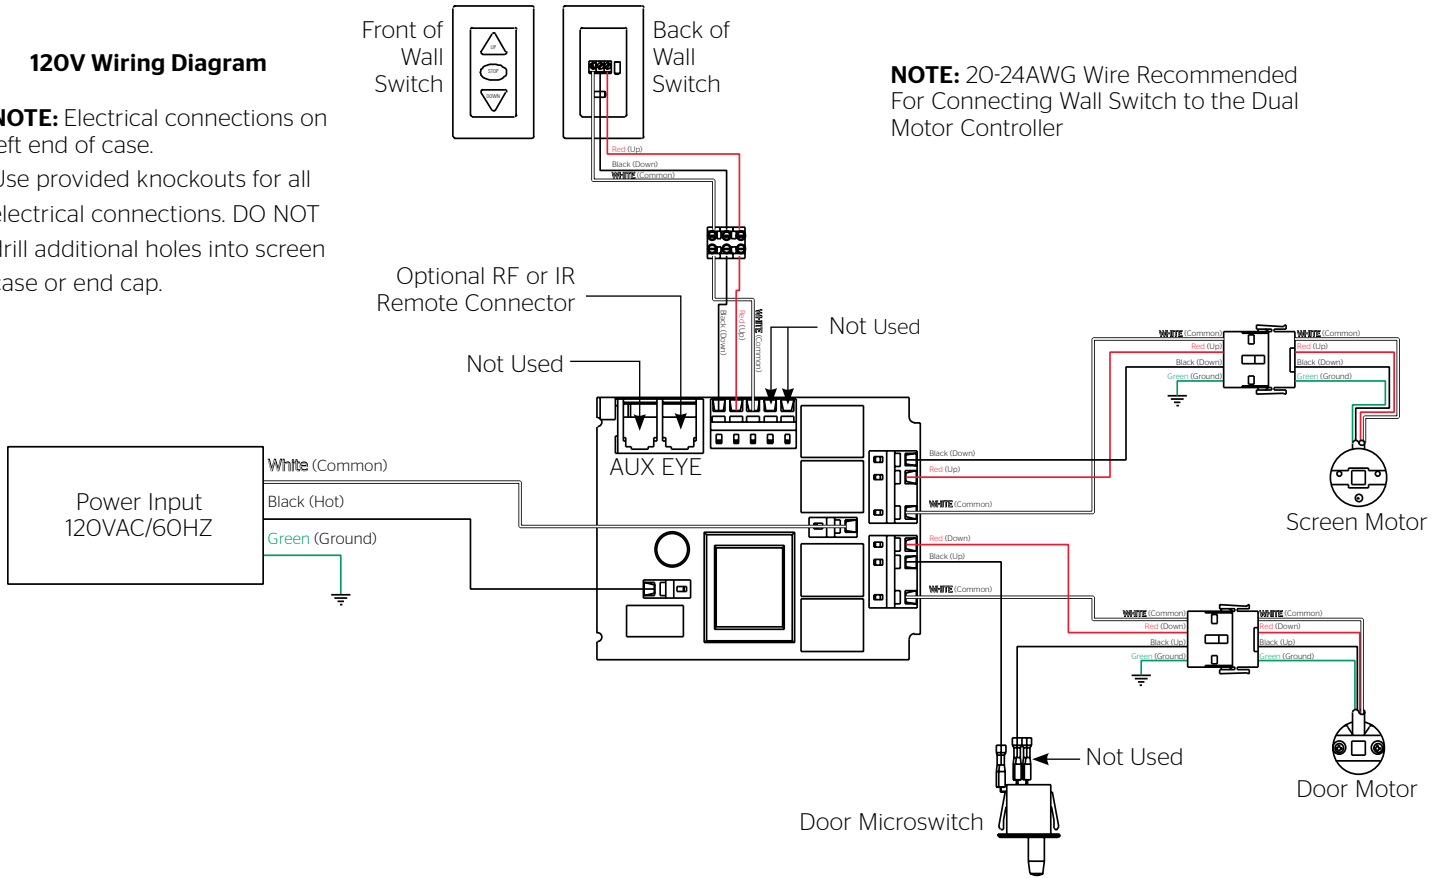 120V Wiring Diagram
NOTE: Electrical connections on
left end of case.
Use provided knockouts for all
electrical connections. DO NOT
drill additional holes into screen
case or end cap.
Front of
Wall
Switch
UP
STOP
DOWN
Back of
Wall
Switch
NOTE: 20-24AWG Wire Recommended
For Connecting Wall Switch to the Dual
Motor Controller
Red (Up)
Black (Down)
WHITE (Common)
Optional RF or IR
Remote Connector
Not Used
Black (Down)
Red (Up)
WHITE (Common)
Not Used
AUX EYE
Power Input
120VAC/60HZ
White (Common)
Black (Hot)
Green (Ground)
Black (Down)
Red (Up)
WHITE (Common)
Red (Down)
Black (Up)
WHITE (Common)
WHITE (Common)
Red (Up)
Black (Down)
Green (Ground)
WHITE (Common)
Red (Up)
Black (Down)
Green (Ground)
Screen Motor
WHITE (Common)
Red (Down)
Black (Up)
Green (Ground)
WHITE (Common)
Red (Down)
Black (Up)
Green (Ground)
Door Motor
Not Used
Door Microswitch